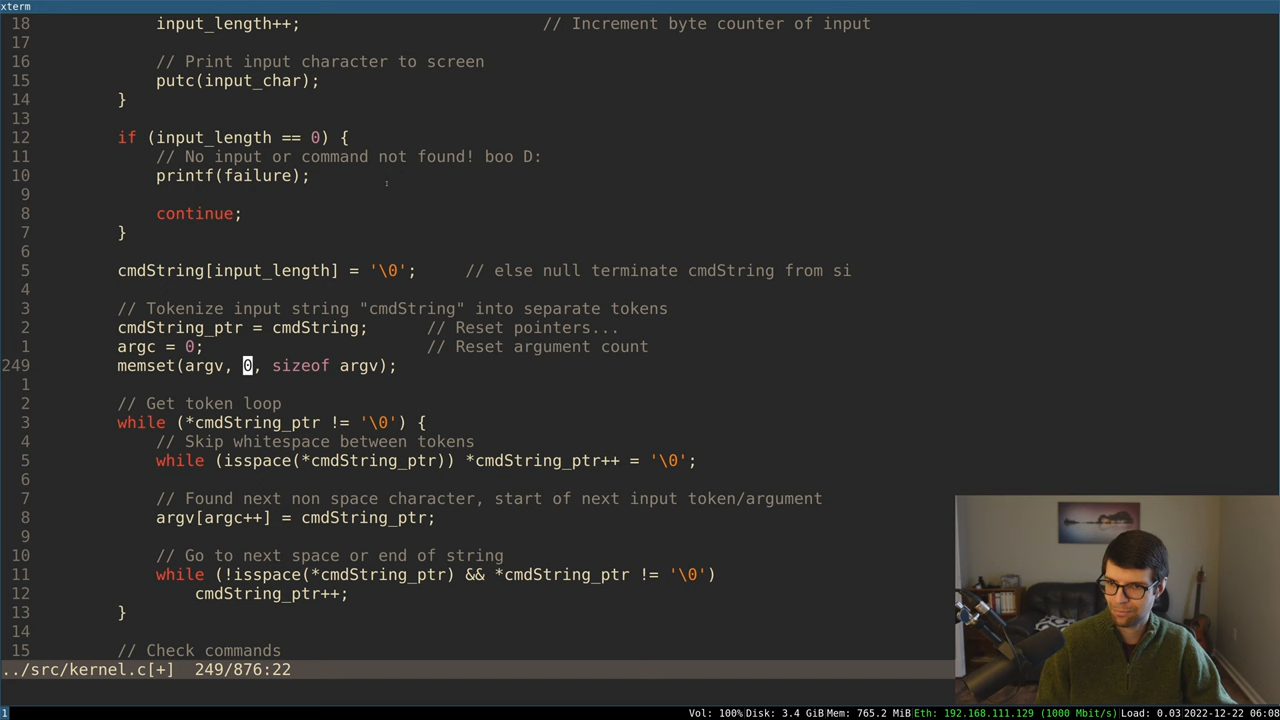 xterm
18 input_length++; // Increment byte counter of input
17
16 // Print input character to screen
15 putc(input_char);
14 }
13
12 if (input_length == 0) {
11 // No input or command not found! boo D:
10 printf(failure);
9
8 continue;
7 }
6
5 cmdString[input_length] = '\0'; // else null terminate cmdString from si
4
3 // Tokenize input string "cmdString" into separate tokens
2 cmdString_ptr = cmdString; // Reset pointers...
1 argc = 0; // Reset argument count
249 memset(argv, 0, sizeof argv);
1
2 // Get token loop
3 while (*cmdString_ptr != '\0') {
4 // Skip whitespace between tokens
5 while (isspace(*cmdString_ptr)) *cmdString_ptr++ = '\0';
6
7 // Found next non space character, start of next input token/argument
8 argv[argc++] = cmdString_ptr;
9
10 // Go to next space or end of string
11 while (!isspace(*cmdString_ptr) && *cmdString_ptr != '\0')
12 cmdString_ptr++;
13 }
14
15 // Check commands
../src/kernel.c[+] 249/876:22
1 Vol: 100% Disk: 3.4 GiB Mem: 765.2 MiB Eth: 192.168.111.129 (1000 Mbit/s) Load: 0.03 2022-12-22 06:08